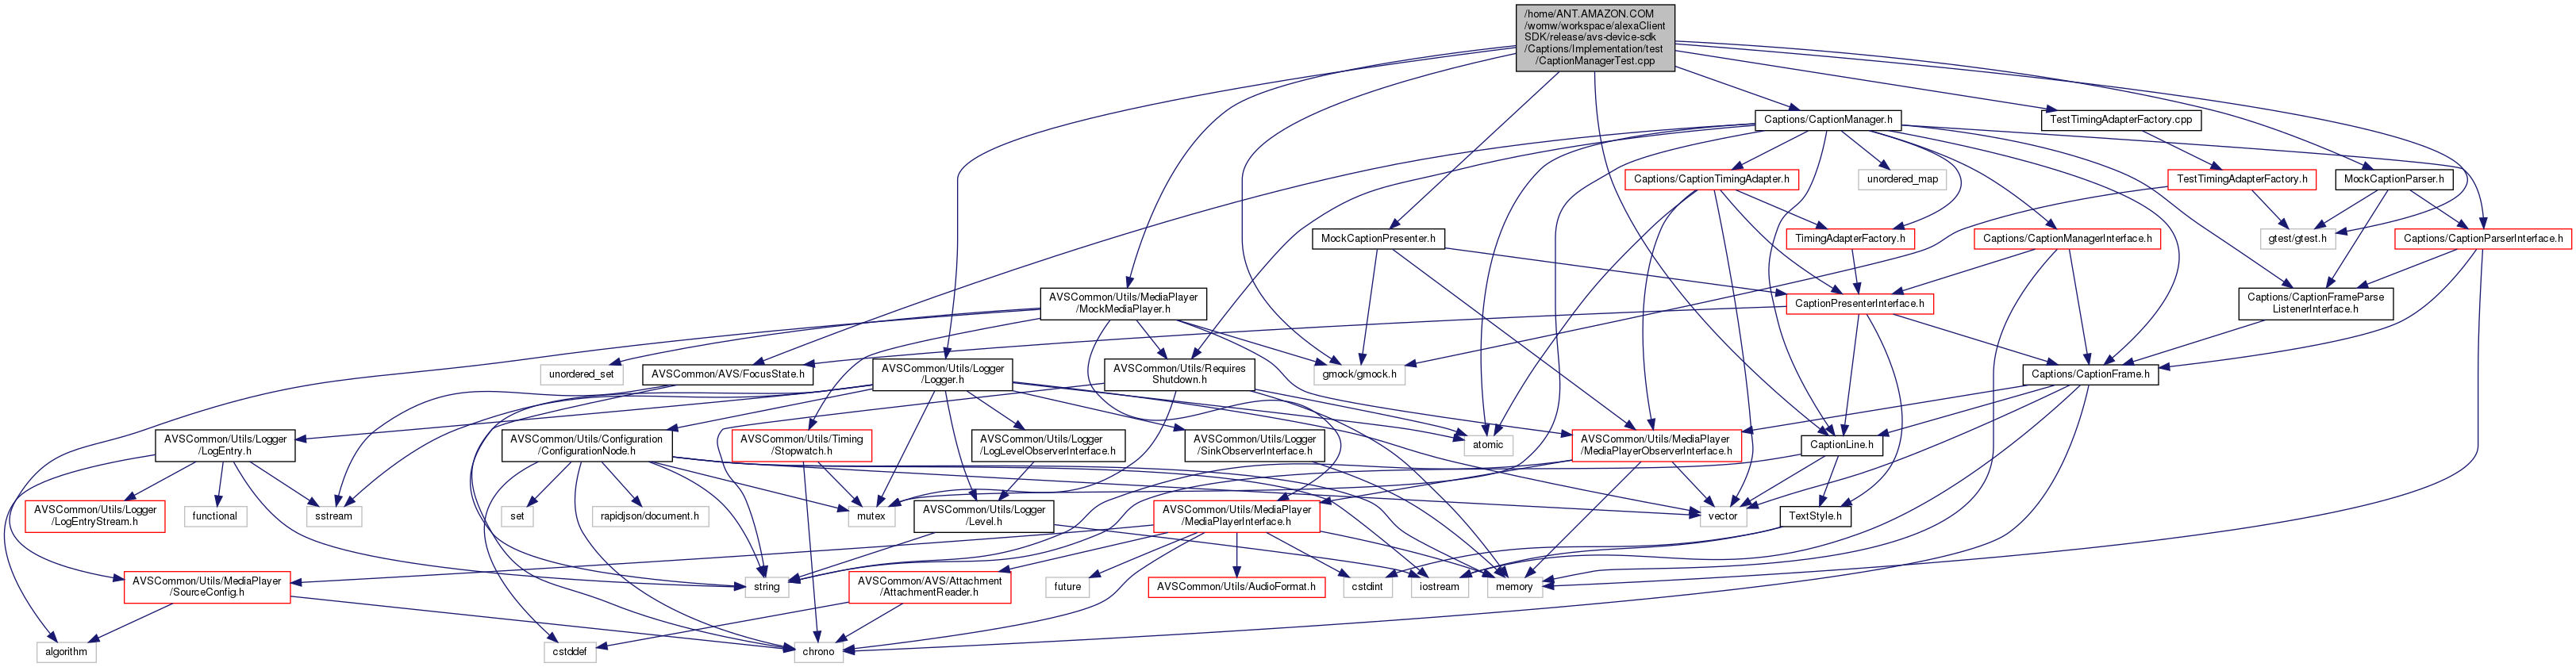 /home/ANT.AMAZON.COM
/womw/workspace/alexaClient
SDK/release/avs-device-sdk
/Captions/Implementation/test
/CaptionManagerTest.cpp
Captions/CaptionManager.h
TestTimingAdapterFactory.cpp
Captions/CaptionTimingAdapter.h
unordered_map
TestTimingAdapterFactory.h
MockCaptionParser.h
MockCaptionPresenter.h
TimingAdapterFactory.h
Captions/CaptionManagerInterface.h
gtest/gtest.h
Captions/CaptionParserInterface.h
AVSCommon/Utils/MediaPlayer
/MockMediaPlayer.h
CaptionPresenterInterface.h
Captions/CaptionFrameParse
ListenerInterface.h
unordered_set
AVSCommon/AVS/FocusState.h
AVSCommon/Utils/Logger
/Logger.h
AVSCommon/Utils/Requires
Shutdown.h
gmock/gmock.h
Captions/CaptionFrame.h
AVSCommon/Utils/Logger
/LogEntry.h
AVSCommon/Utils/Configuration
/ConfigurationNode.h
AVSCommon/Utils/Timing
/Stopwatch.h
AVSCommon/Utils/Logger
/LogLevelObserverInterface.h
AVSCommon/Utils/Logger
/SinkObserverInterface.h
atomic
AVSCommon/Utils/MediaPlayer
/MediaPlayerObserverInterface.h
CaptionLine.h
AVSCommon/Utils/Logger
/LogEntryStream.h
functional
sstream
set
rapidjson/document.h
mutex
AVSCommon/Utils/Logger
/Level.h
AVSCommon/Utils/MediaPlayer
/MediaPlayerInterface.h
vector
TextStyle.h
AVSCommon/Utils/MediaPlayer
/SourceConfig.h
string
AVSCommon/AVS/Attachment
/AttachmentReader.h
future
AVSCommon/Utils/AudioFormat.h
cstdint
iostream
memory
algorithm
cstddef
chrono